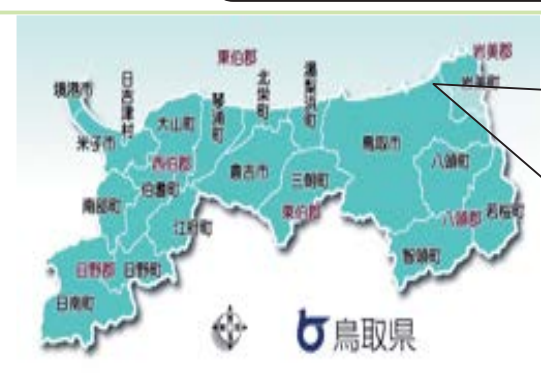 岩美郡
東伯郡
岩美町
境港市
日吉津村
琴浦町
北栄町
湯梨浜町
大山町
米子市
鳥取市
西伯郡
倉吉市
八頭町
伯耆町
三朝町
南部町
東伯郡
八頭郡
若桜町
江府町
智頭町
日野郡
日野町
日南町
鳥取県